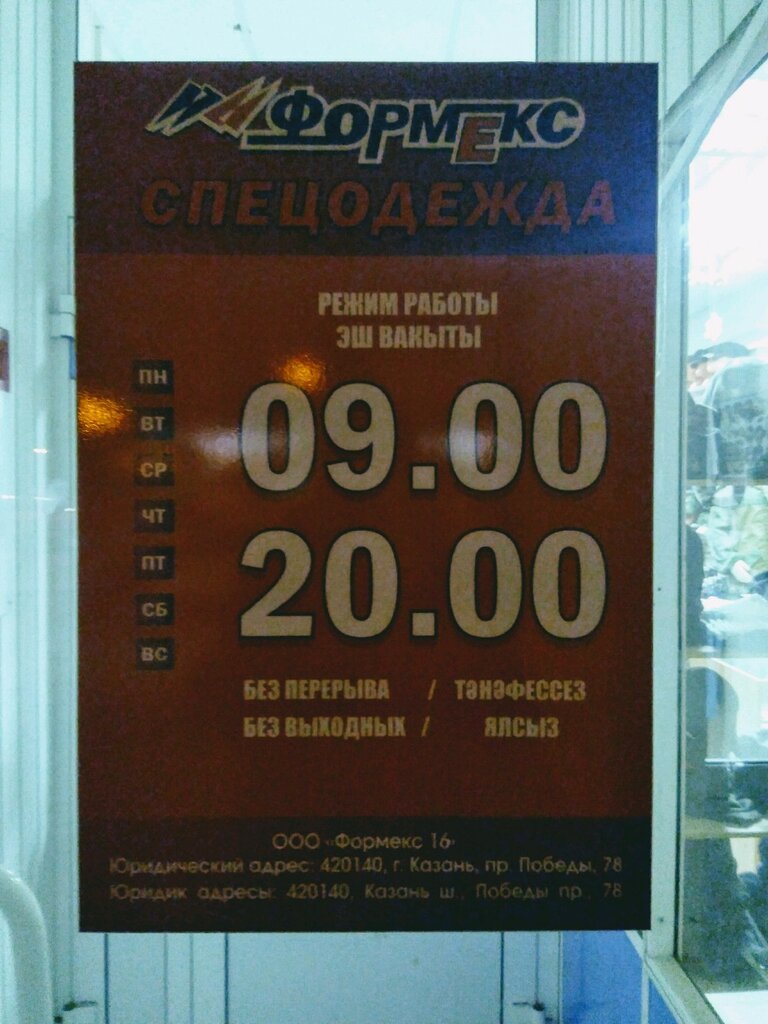 ФОРМЕКС
СПЕЦОДЕЖДА
РЕЖИМ РАБОТЫ
ЭШ ВАКЫТЫ
ПН
ВТ
СР
ЧТ
ПТ
СБ
ВС
09.00
20.00
БЕЗ ПЕРЕРЫВА / ТӘНӘФЕССЕЗ
БЕЗ ВЫХОДНЫХ / ЯЛСЫЗ
ООО «Формекс 16»
Юридический адрес: 420140, г. Казань, пр. Победы, 78
Юридик адресы: 420140, Казань ш., Победы пр., 78